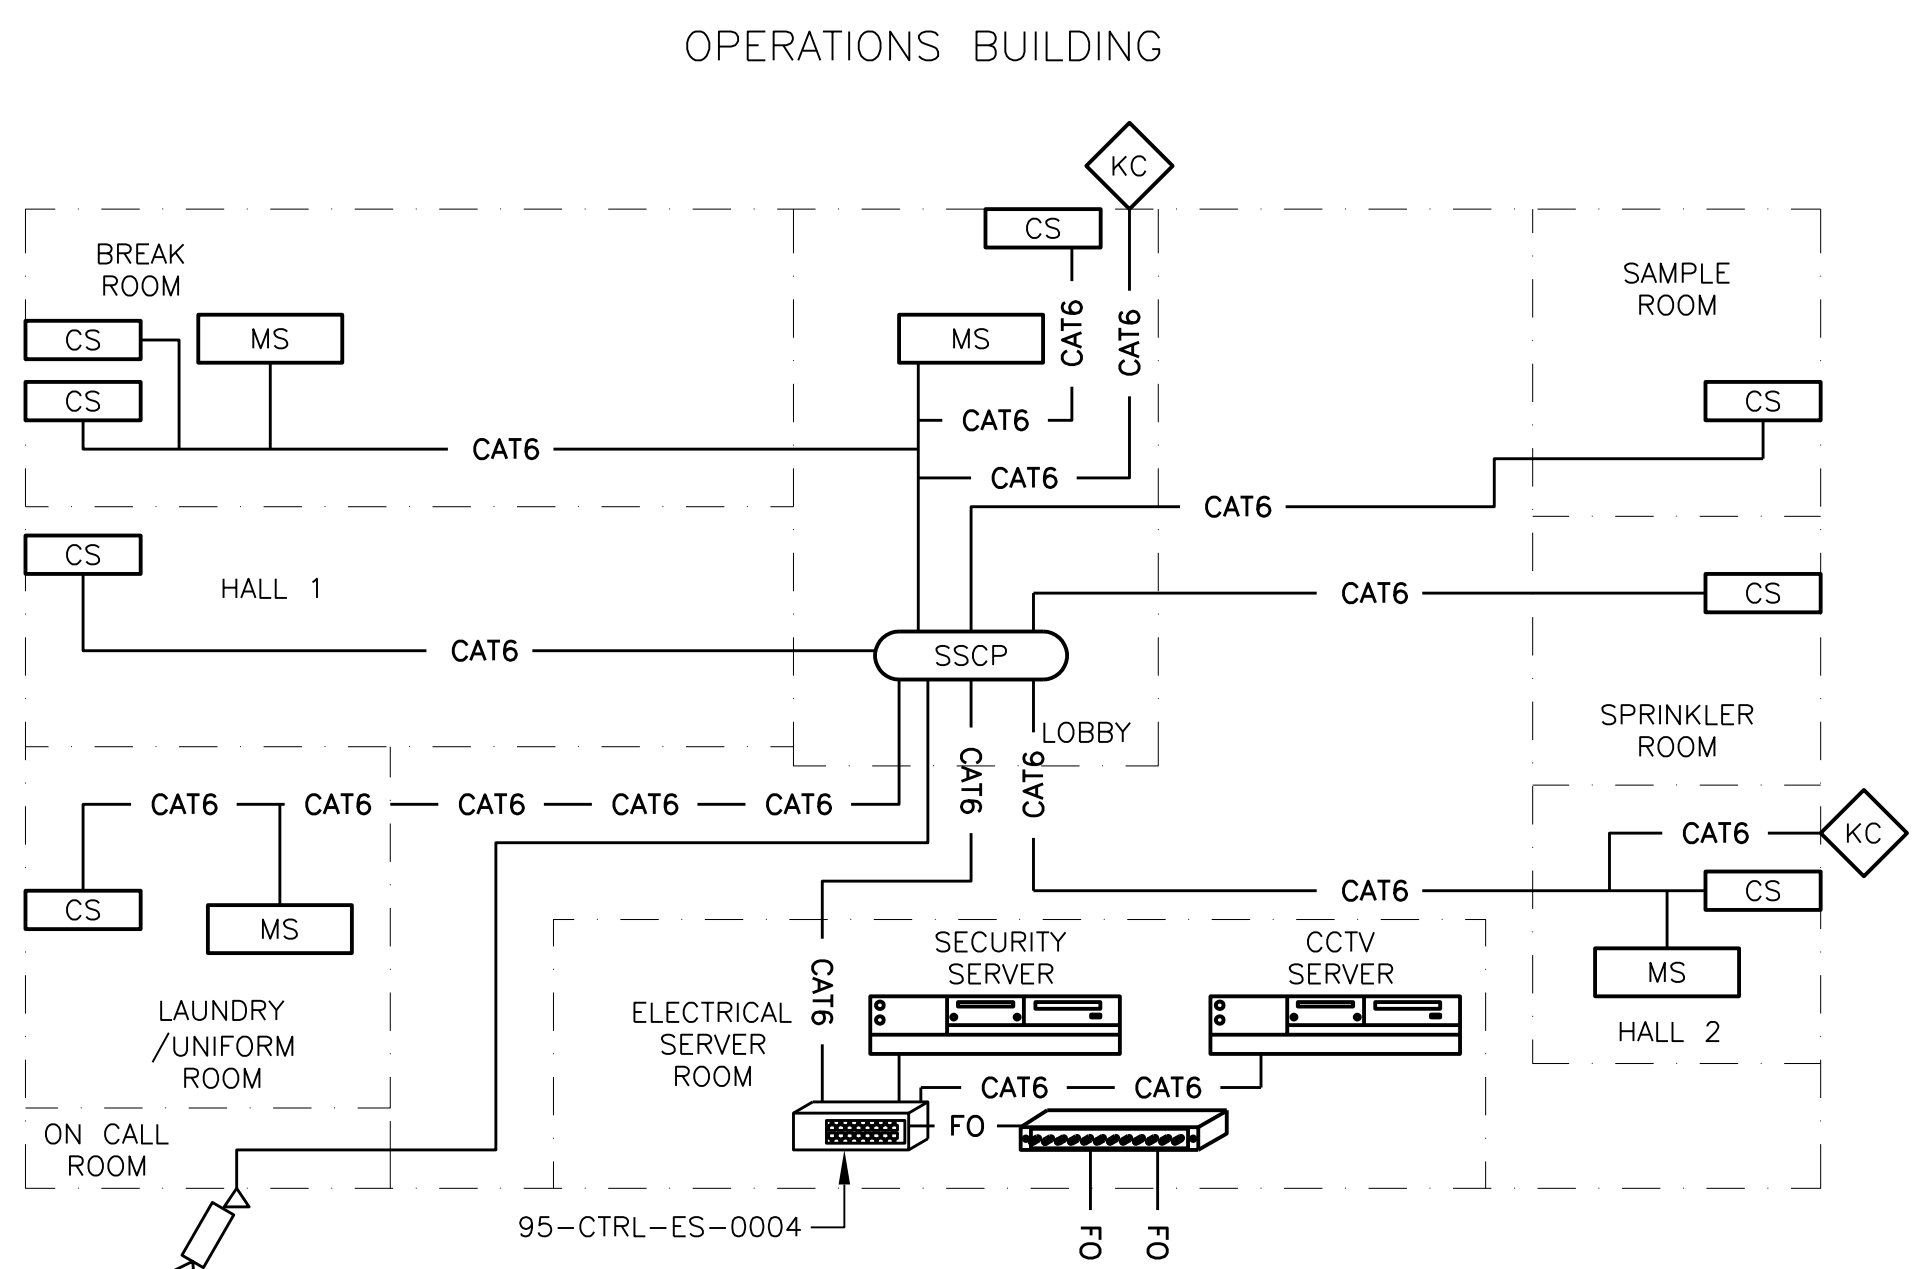 OPERATIONS BUILDING
KC
CS
BREAK
ROOM
SAMPLE
ROOM
CS
MS
MS
CAT6
CAT6
CS
CS
CAT6
CAT6
CAT6
CAT6
CS
HALL 1
CAT6
CS
CAT6
SSCP
SPRINKLER
ROOM
LOBBY
CAT6
CAT6
CAT6
CAT6
CAT6
CAT6
CAT6
CAT6
KC
CAT6
CS
CS
MS
SECURITY
SERVER
CCTV
SERVER
MS
CAT6
LAUNDRY
/UNIFORM
ROOM
ELECTRICAL
SERVER
ROOM
HALL 2
CAT6
CAT6
ON CALL
ROOM
FO
95-CTRL-ES-0004
FO
FO